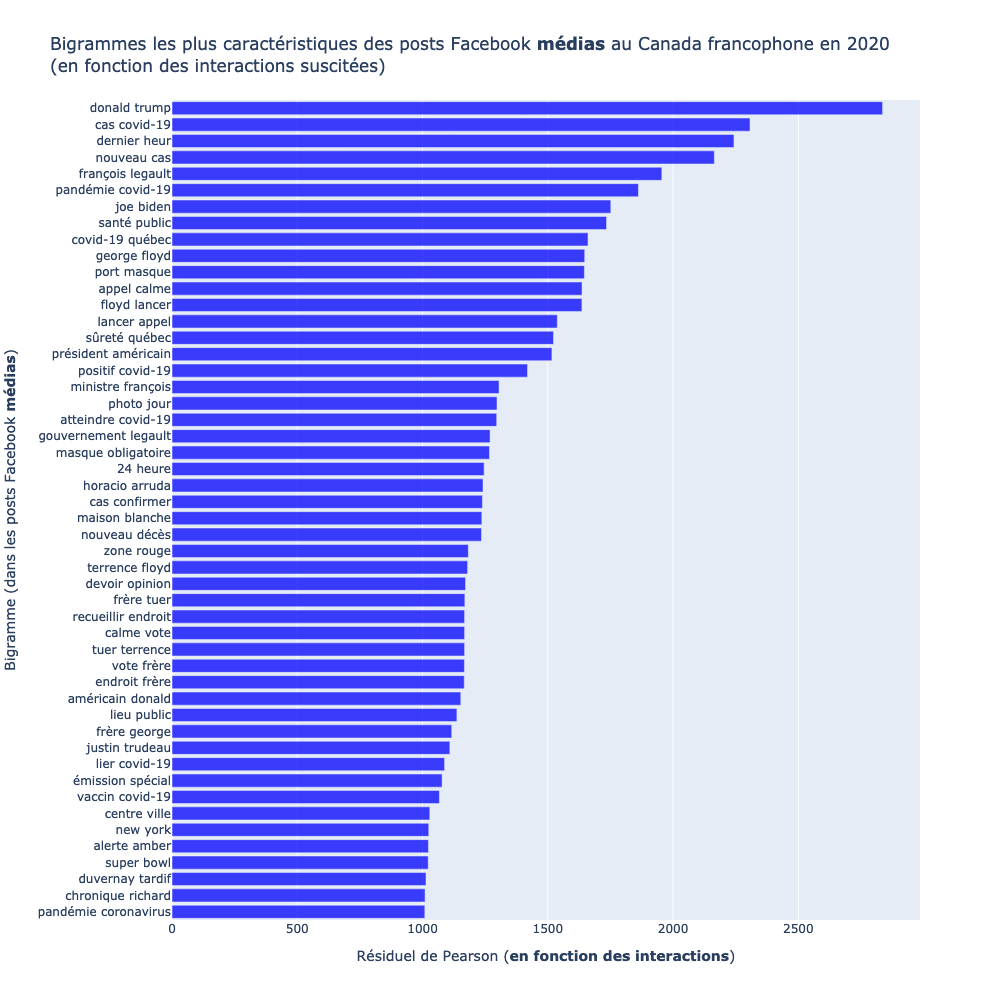 Bigrammes les plus caractéristiques des posts Facebook médias au Canada francophone en 2020
(en fonction des interactions suscitées)
Bigramme (dans les posts Facebook médias)
donald trump
cas covid-19
dernier heur
nouveau cas
françois legault
pandémie covid-19
joe biden
santé public
covid-19 québec
george floyd
port masque
appel calme
floyd lancer
lancer appel
sûreté québec
président américain
positif covid-19
ministre françois
photo jour
atteindre covid-19
gouvernement legault
masque obligatoire
24 heure
horacio arruda
cas confirmer
maison blanche
nouveau décès
zone rouge
terrence floyd
devoir opinion
frère tuer
recueillir endroit
calme vote
tuer terrence
vote frère
endroit frère
américain donald
lieu public
frère george
justin trudeau
lier covid-19
émission spécial
vaccin covid-19
centre ville
new york
alerte amber
super bowl
duvernay tardif
chronique richard
pandémie coronavirus
0 500 1000 1500 2000 2500
Résiduel de Pearson (en fonction des interactions)